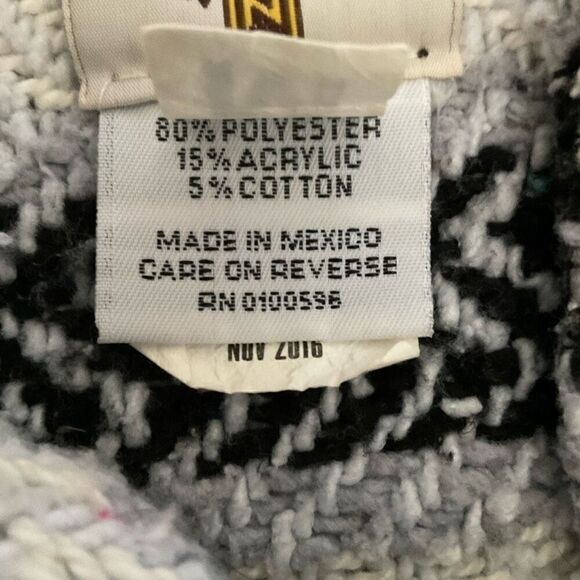 80% POLYESTER
15% ACRYLIC
5% COTTON
MADE IN MEXICO
CARE ON REVERSE
RN 0100596
NOV 2016